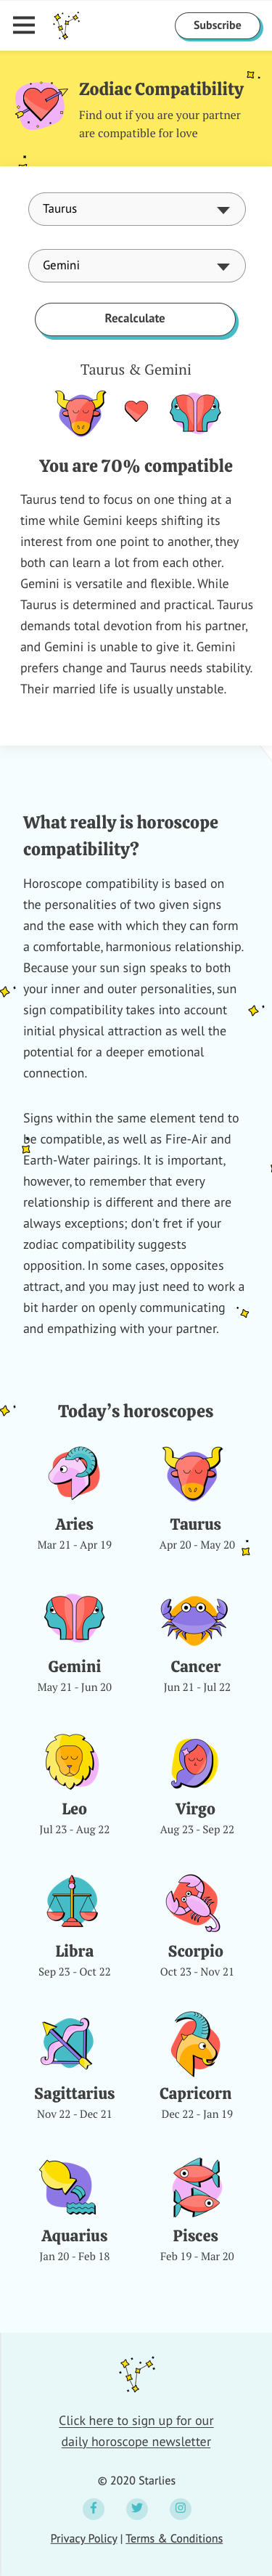 Subscribe
Zodiac Compatibility
Find out if you are your partner
are compatible for love
Taurus
Gemini
Recalculate
Taurus & Gemini
You are 70% compatible
Taurus tend to focus on one thing at a
time while Gemini keeps shifting its
interest from one point to another, they
both can learn a lot from each other.
Gemini is versatile and flexible. While
Taurus is determined and practical. Taurus
demands total devotion from his partner,
and Gemini is unable to give it. Gemini
prefers change and Taurus needs stability.
Their married life is usually unstable.
What really is horoscope
compatibility?
Horoscope compatibility is based on
the personalities of two given signs
and the ease with which they can form
a comfortable, harmonious relationship.
Because your sun sign speaks to both
your inner and outer personalities, sun
sign compatibility takes into account
initial physical attraction as well the
potential for a deeper emotional
connection.
Signs within the same element tend to
be compatible, as well as Fire-Air and
Earth-Water pairings. It is important,
however, to remember that every
relationship is different and there are
always exceptions; don't fret if your
zodiac compatibility suggests
opposition. In some cases, opposites
attract, and you may just need to work a
bit harder on openly communicating
and empathizing with your partner.
Today's horoscopes
Aries
Mar 21 - Apr 19
Taurus
Apr 20 - May 20
Gemini
May 21 - Jun 20
Cancer
Jun 21 - Jul 22
Leo
Jul 23 - Aug 22
Virgo
Aug 23 - Sep 22
Libra
Sep 23 - Oct 22
Scorpio
Oct 23 - Nov 21
Sagittarius
Nov 22 - Dec 21
Capricorn
Dec 22 - Jan 19
Aquarius
Jan 20 - Feb 18
Pisces
Feb 19 - Mar 20
Click here to sign up for our
daily horoscope newsletter
© 2020 Starlies
Privacy Policy | Terms & Conditions